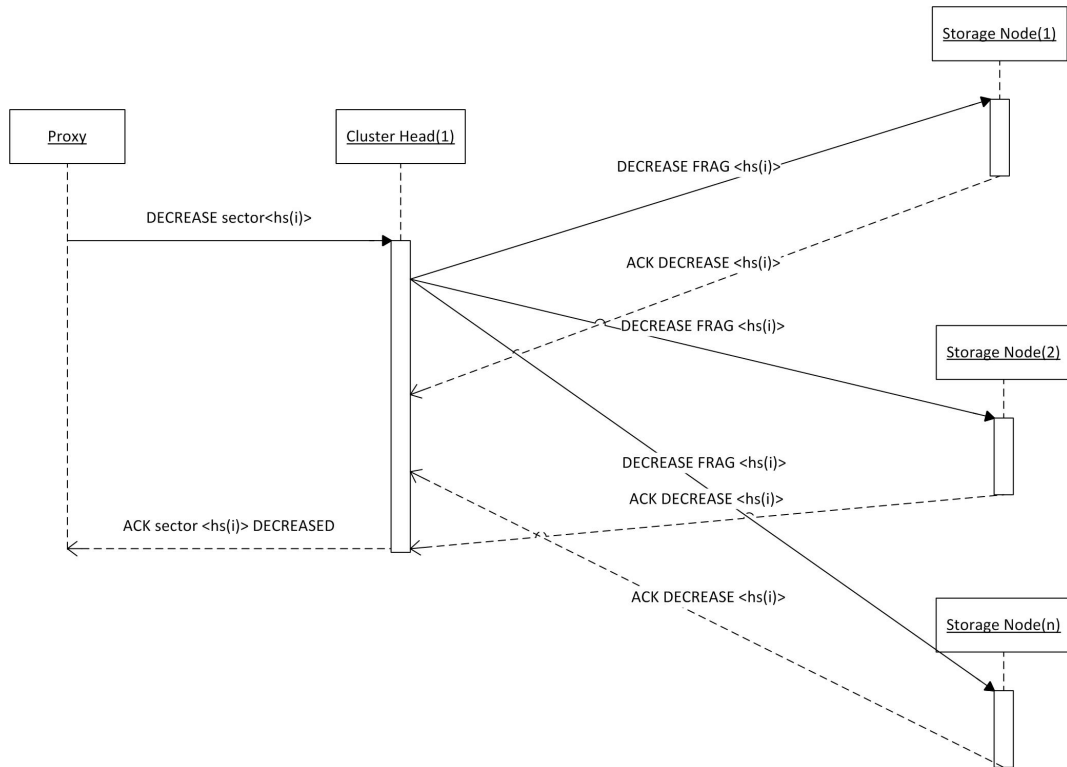 Storage Node(1)
Proxy
Cluster Head(1)
DECREASE FRAG <hs(i)>
DECREASE sector<hs(i)>
ACK DECREASE <hs(i)>
DECREASE FRAG <hs(i)>
Storage Node(2)
DECREASE FRAG <hs(i)>
ACK DECREASE <hs(i)>
ACK sector <hs(i)> DECREASED
ACK DECREASE <hs(i)>
Storage Node(n)